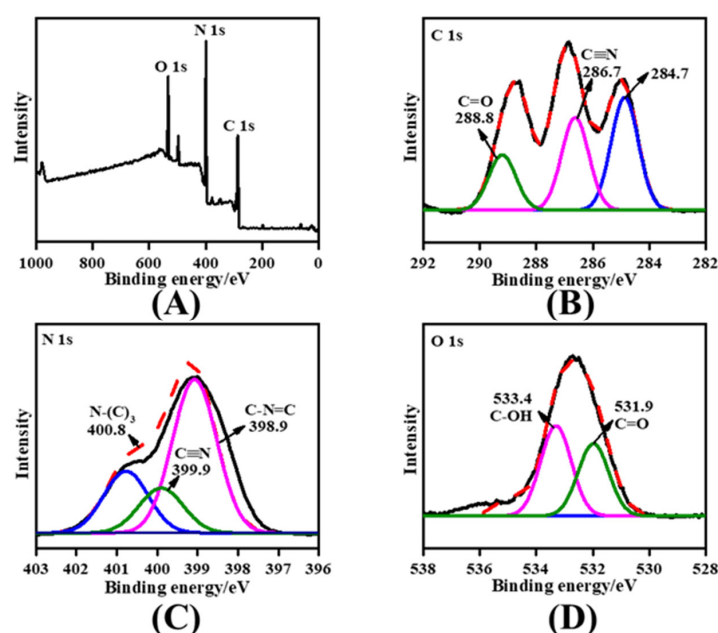 (A)
Intensity
N 1s
O 1s
C 1s
1000 800 600 400 200 0
Binding energy/eV
(B)
Intensity
C 1s
C≡N
286.7
284.7
C=O
288.8
292 290 288 286 284 282
Binding energy/eV
(C)
Intensity
N 1s
N-(C)3
400.8
C-N=C
398.9
C≡N
399.9
403 402 401 400 399 398 397 396
Binding energy/eV
(D)
Intensity
O 1s
533.4
C-OH
531.9
C=O
538 536 534 532 530 528
Binding energy/eV